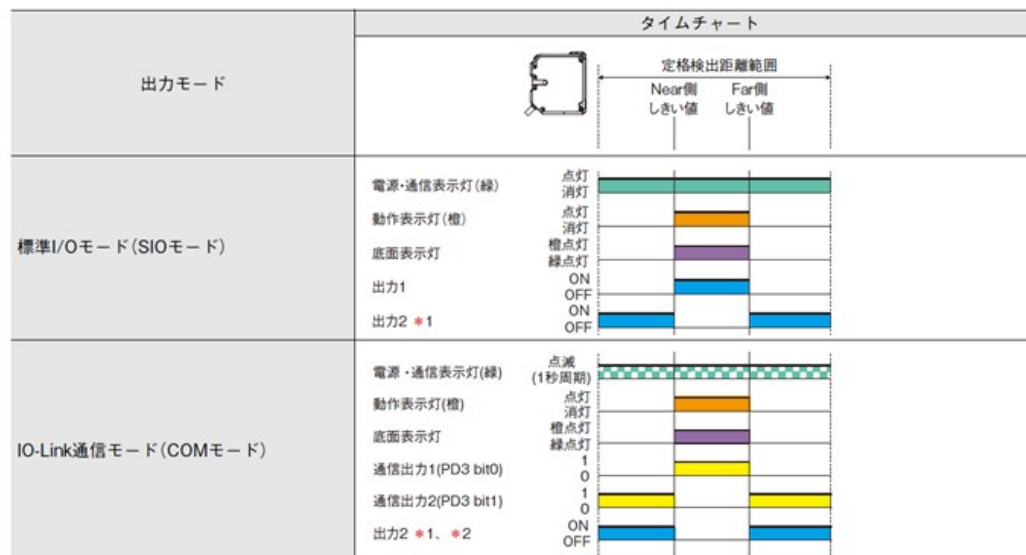 タイムチャート
出力モード
定格検出距離範囲
Near側 Far側
しきい値 しきい値
標準I/Oモード(SIOモード)
電源・通信表示灯(緑) 点灯
消灯
動作表示灯(橙) 点灯
消灯
底面表示灯 橙点灯
緑点灯
出力1 ON
OFF
出力2 *1 ON
OFF
IO-Link通信モード(COMモード)
電源・通信表示灯(緑) 点滅
(1秒周期)
動作表示灯(橙) 点灯
消灯
底面表示灯 橙点灯
緑点灯
通信出力1(PD3 bit0) 1
0
通信出力2(PD3 bit1) 1
0
出力2 *1、*2 ON
OFF